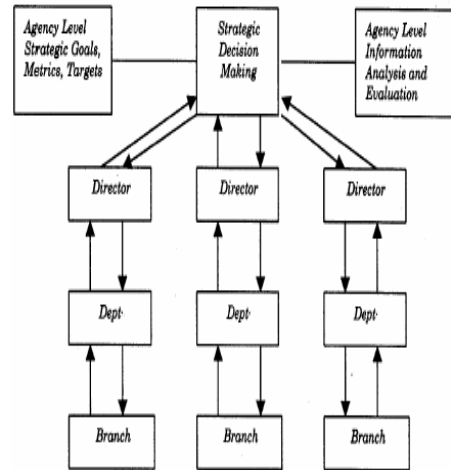 Agency Level
Strategic Goals,
Metrics, Targets
Strategic
Decision
Making
Agency Level
Information
Analysis and
Evaluation
Director
Director
Director
Dept.
Dept.
Dept.
Branch
Branch
Branch